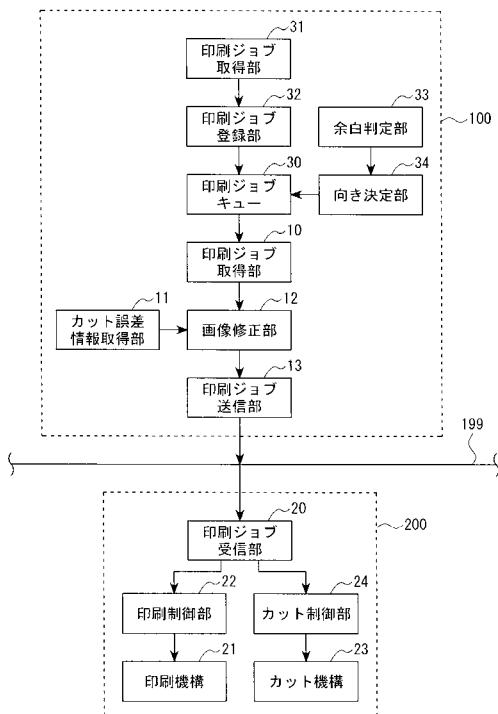 31
印刷ジョブ
取得部
32
印刷ジョブ
登録部
33
余白判定部
100
30
印刷ジョブ
キュー
34
向き決定部
10
印刷ジョブ
取得部
11
カット誤差
情報取得部
12
画像修正部
13
印刷ジョブ
送信部
199
20
印刷ジョブ
受信部
200
22
印刷制御部
24
カット制御部
21
印刷機構
23
カット機構